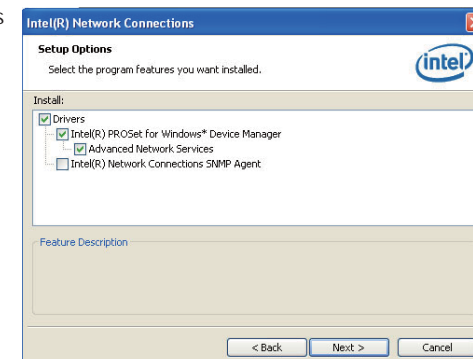 s
Intel(R) Network Connections
Setup Options
Select the program features you want installed.
intel
Install:
Drivers
Intel(R) PROSet for Windows* Device Manager
Advanced Network Services
Intel(R) Network Connections SNMP Agent
Feature Description
< Back
Next >
Cancel